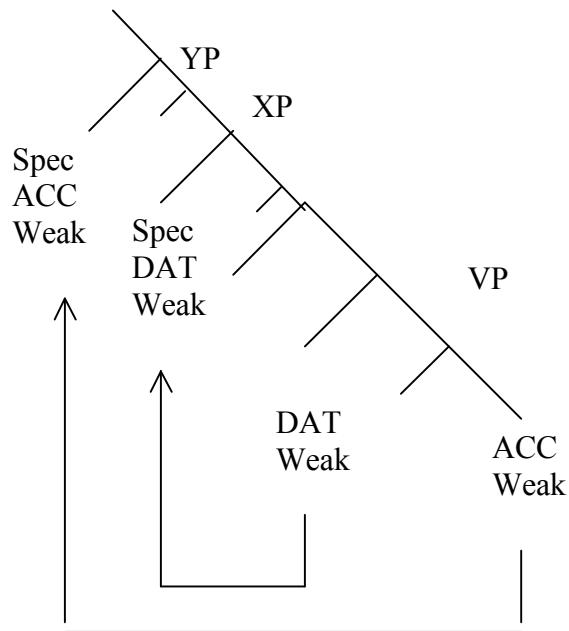 YP
XP
Spec
ACC
Weak
Spec
DAT
Weak
VP
DAT
Weak
ACC
Weak